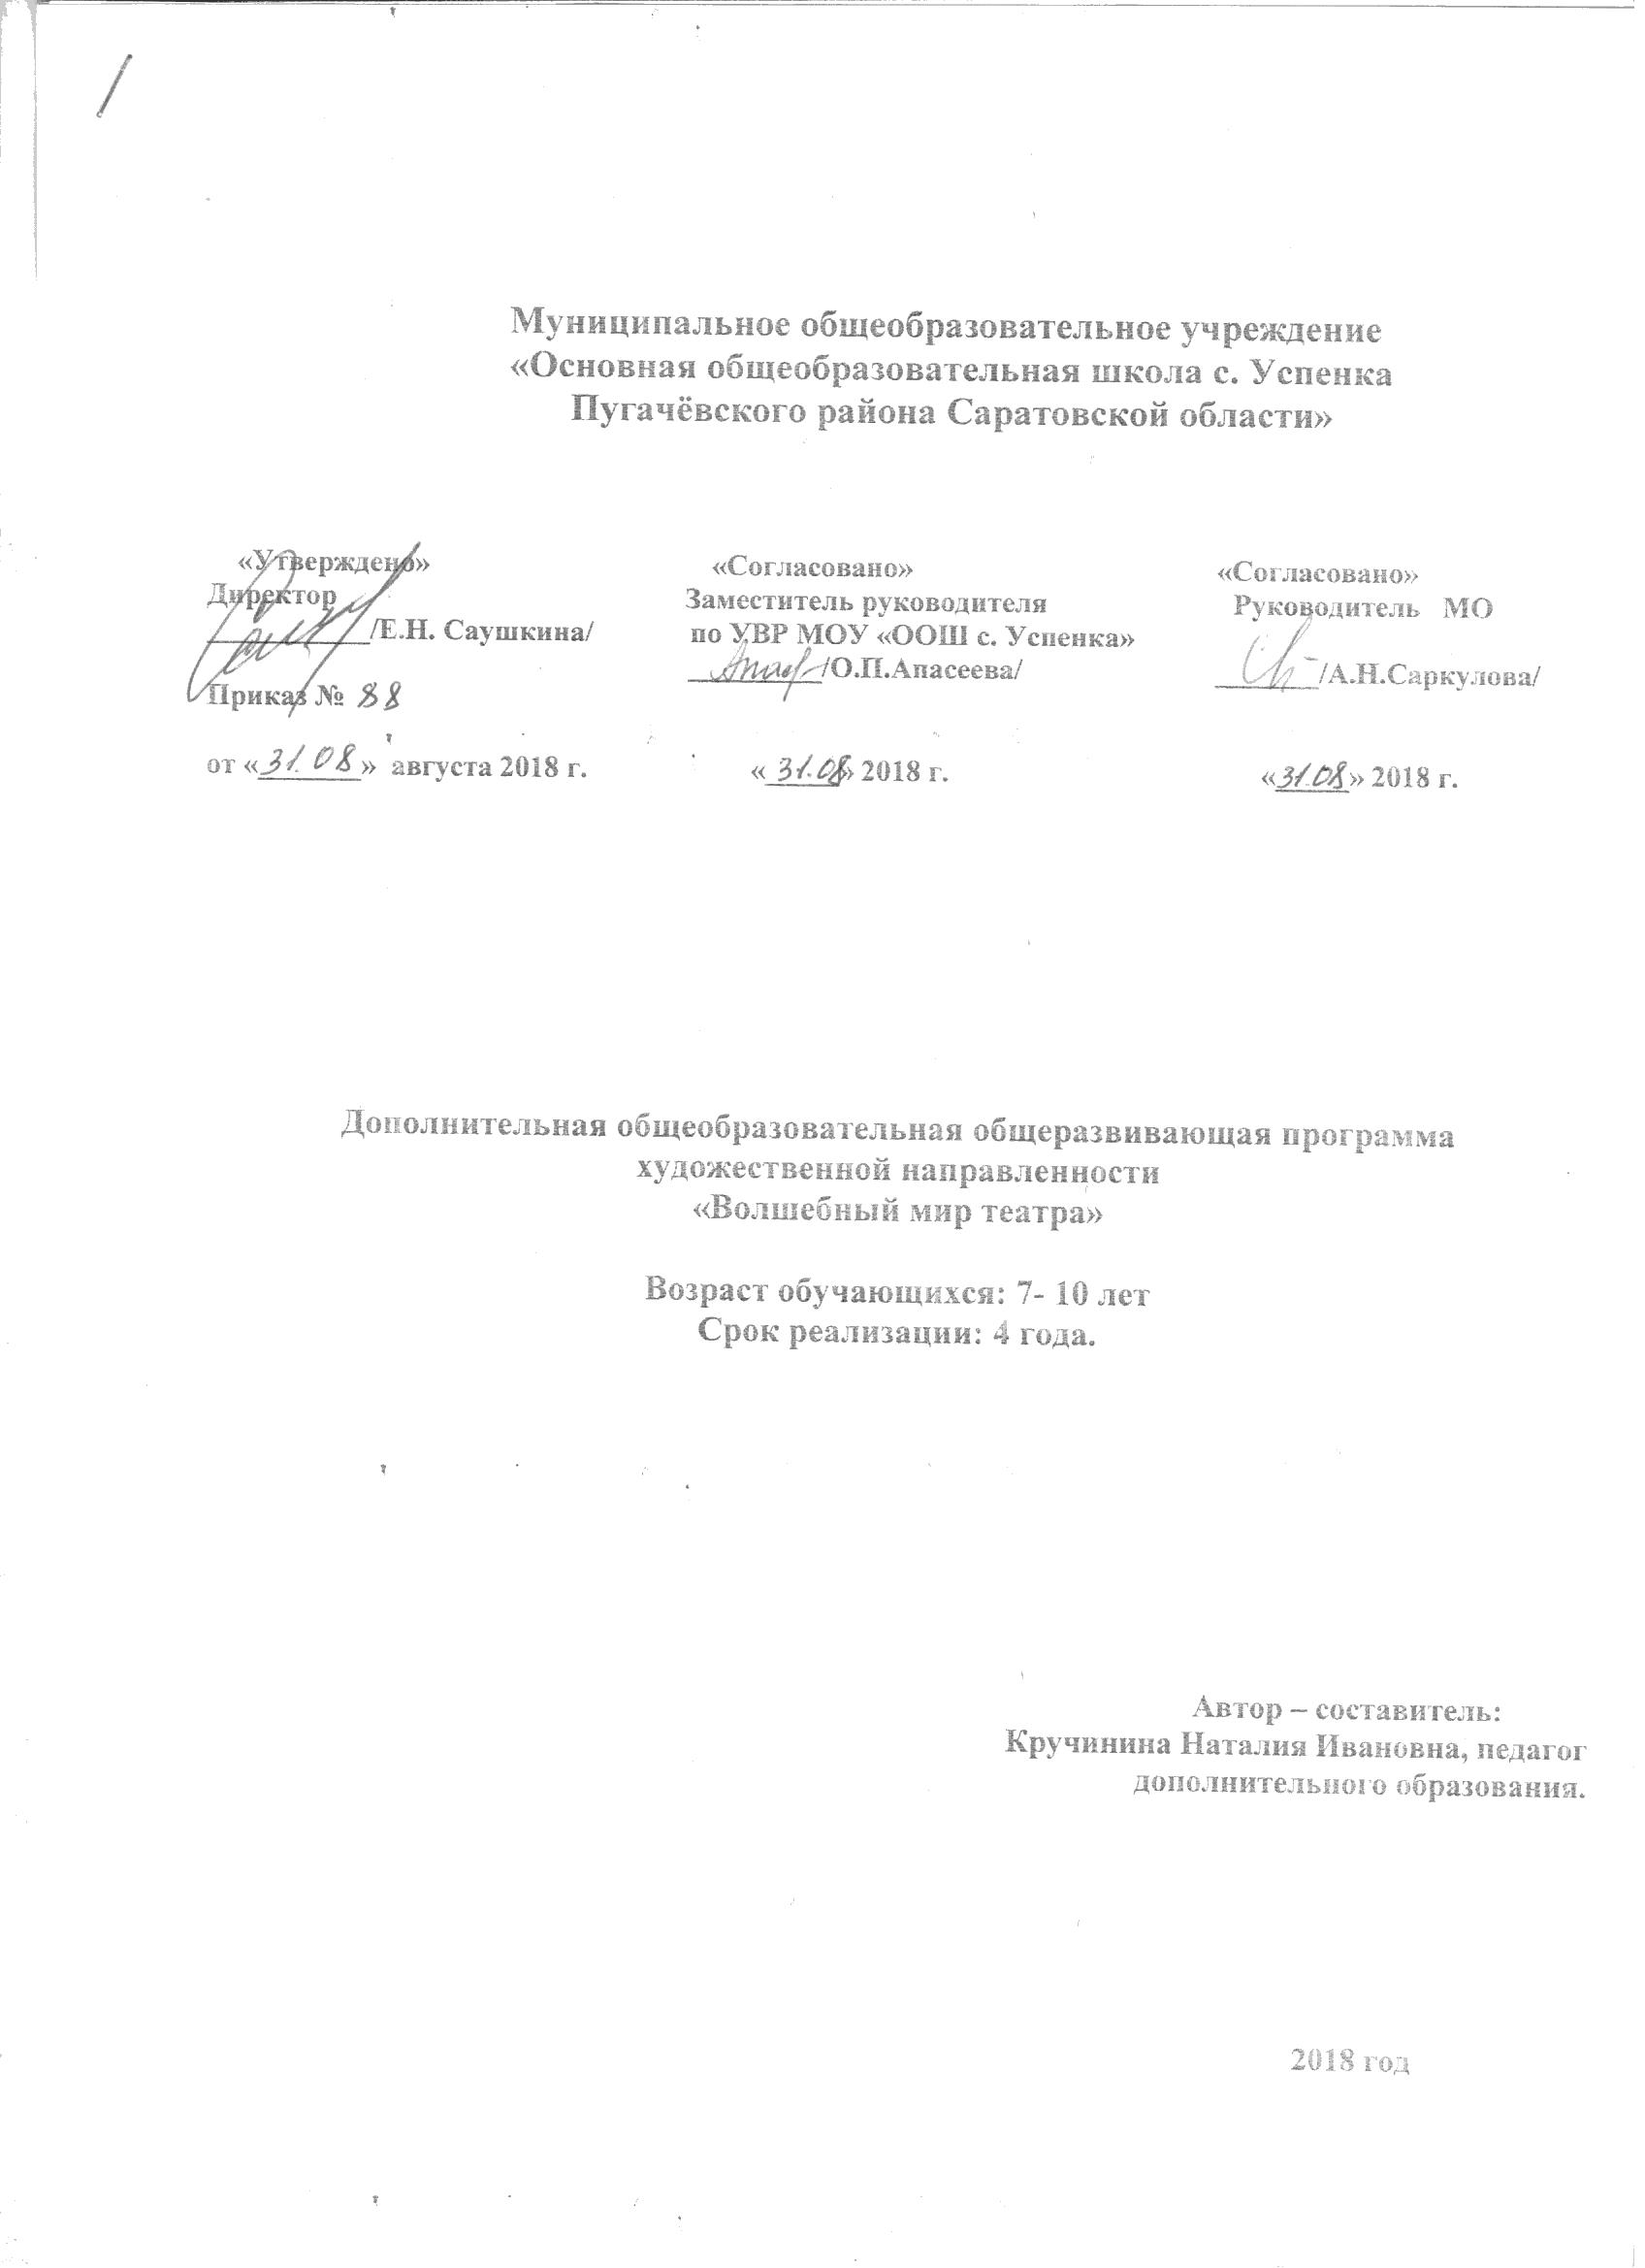 Муниципальное общеобразовательное учреждение
«Основная общеобразовательная школа с. Успенка
Пугачёвского района Саратовской области»
«Утверждено»
Директор
/Е.Н. Саушкина/
Приказ № 88
от «31.08» августа 2018 г.
«Согласовано»
Заместитель руководителя
по УВР МОУ «ООШ с. Успенка»
/О.П.Апасеева/
«31.08» 2018 г.
«Согласовано»
Руководитель МО
/А.Н.Саркулова/
«31.08» 2018 г.
Дополнительная общеобразовательная общеразвивающая программа
художественной направленности
«Волшебный мир театра»
Возраст обучающихся: 7- 10 лет
Срок реализации: 4 года.
Автор – составитель:
Кручинина Наталия Ивановна, педагог
дополнительного образования.
2018 год